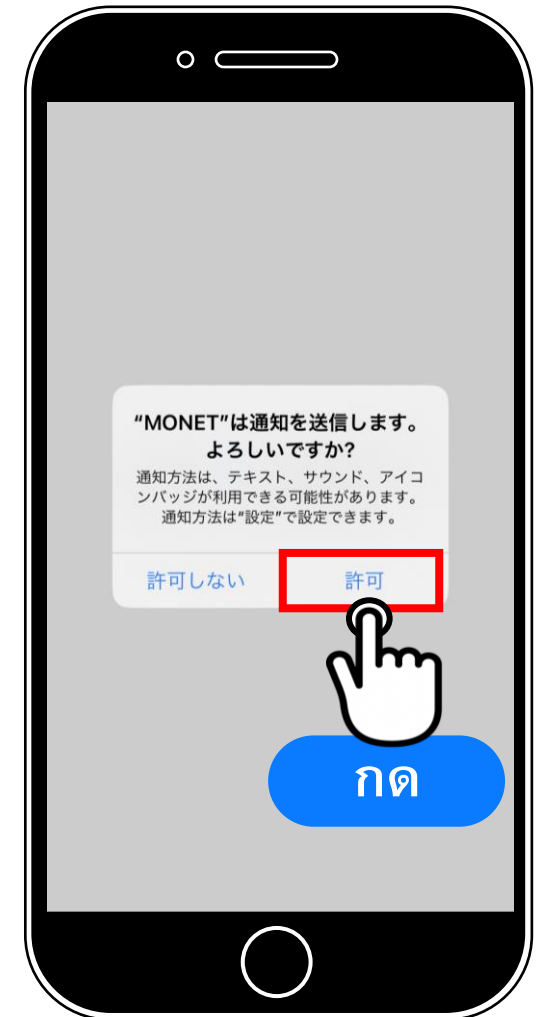 “MONET”は通知を送信します。
よろしいですか?
通知方法は、テキスト、サウンド、アイコ
ンバッジが利用できる可能性があります。
通知方法は“設定”で設定できます。
許可しない
許可
กด